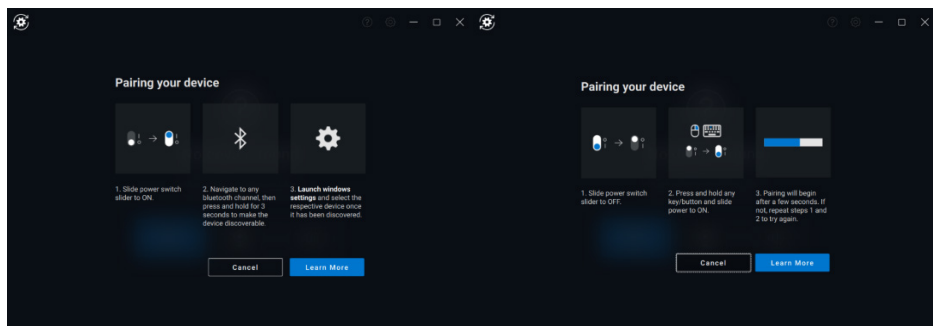 Pairing your device
1. Slide power switch
slider to ON.
2. Navigate to any
bluetooth channel, then
press and hold for 3
seconds to make the
device discoverable.
3. Launch windows
settings and select the
respective device once
it has been discovered.
Cancel
Learn More
Pairing your device
1. Slide power switch
slider to OFF.
2. Press and hold any
key/button and slide
power to ON.
3. Pairing will begin
after a few seconds. If
not, repeat steps 1 and
2 to try again.
Cancel
Learn More